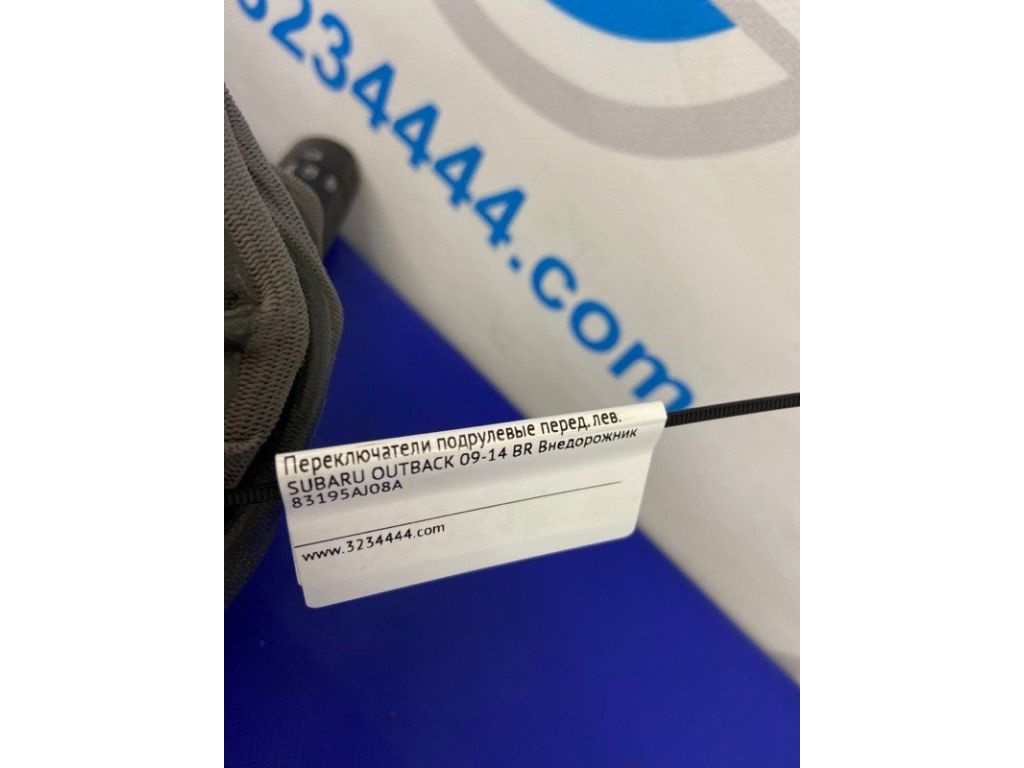 3234444.com
Переключатели подрулевые перед.лев.
SUBARU OUTBACK 09-14 BR Внедорожник
83195AJ08A
www.3234444.com